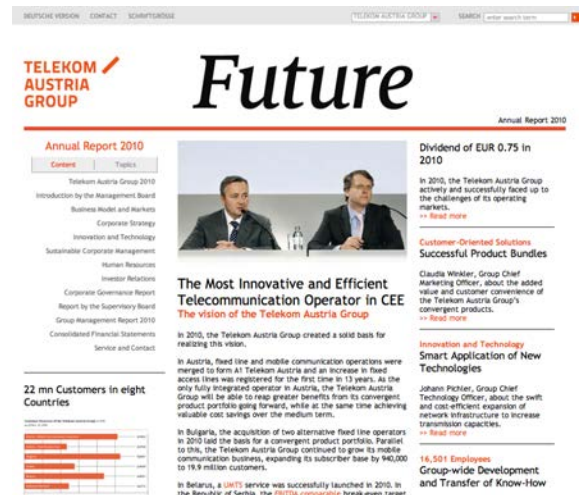 DEUTSCHE VERSION CONTACT SCHRIFTGRÖSSE
TELEKOM AUSTRIA GROUP
SEARCH enter search term
TELEKOM
AUSTRIA
GROUP
Future
Annual Report 2010
Annual Report 2010
Content Topics
Telekom Austria Group 2010
Introduction by the Management Board
Business Model and Markets
Corporate Strategy
Innovation and Technology
Sustainable Corporate Management
Human Resources
Investor Relations
Corporate Governance Report
Report by the Supervisory Board
Group Management Report 2010
Consolidated Financial Statements
Service and Contact
22 mn Customers in eight
Countries
The Most Innovative and Efficient
Telecommunication Operator in CEE
The vision of the Telekom Austria Group
In 2010, the Telekom Austria Group created a solid basis for
realizing this vision.
In Austria, fixed line and mobile communication operations were
merged to form A1 Telekom Austria and an increase in fixed
access lines was registered for the first time in 13 years. As the
only fully integrated operator in Austria, the Telekom Austria
Group will be able to reap greater benefits from its convergent
product portfolio going forward, while at the same time achieving
valuable cost savings over the medium term.
In Bulgaria, the acquisition of two alternative fixed line operators
in 2010 laid the basis for a convergent product portfolio. Parallel
to this, the Telekom Austria Group continued to grow its mobile
communication business, expanding its subscriber base by 940,000
to 19.9 million customers.
In Belarus, a UMTS service was successfully launched in 2010. In
the Republic of Serbia, the EBITDA comparable break-even target
Dividend of EUR 0.75 in
2010
In 2010, the Telekom Austria Group
actively and successfully faced up to
the challenges of its operating
markets.
>> Read more
Customer-Oriented Solutions
Successful Product Bundles
Claudia Winkler, Group Chief
Marketing Officer, about the added
value and customer convenience of
the Telekom Austria Group's
convergent products.
>> Read more
Innovation and Technology
Smart Application of New
Technologies
Johann Pichler, Group Chief
Technology Officer, about the swift
and cost-efficient expansion of
network infrastructure to increase
transmission capacities.
>> Read more
16,501 Employees
Group-wide Development
and Transfer of Know-How